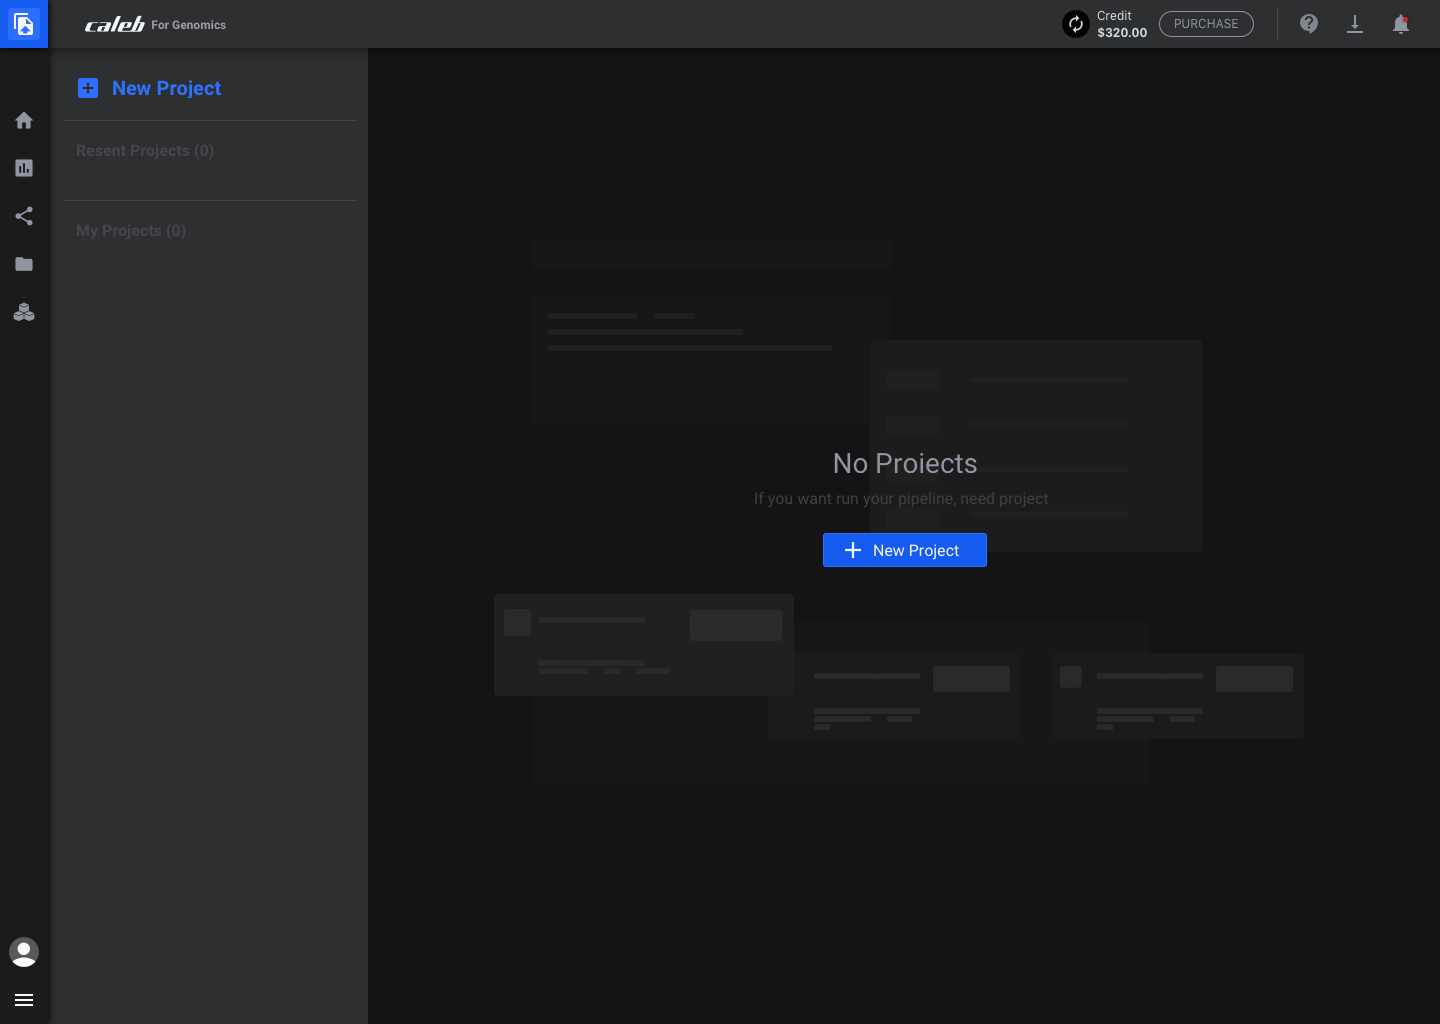 caleb For Genomics
Credit
$320.00
PURCHASE
New Project
Resent Projects (0)
My Projects (0)
No Projects
If you want run your pipeline, need project
New Project